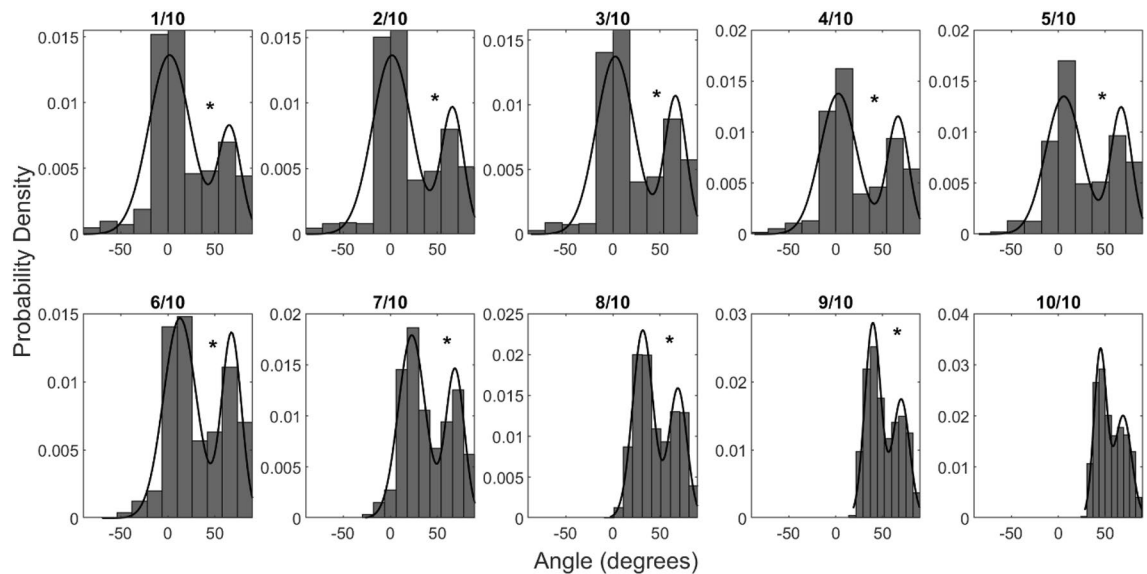 1/10 2/10 3/10 4/10 5/10
0.015 0.015 0.015 0.02 0.02
0.015 0.015
0.01 0.01 0.01 0.01 0.01
* * * * *
0.005 0.005 0.005 0.005 0.005
0 0 0 0 0
-50 0 50 -50 0 50 -50 0 50 -50 0 50 -50 0 50
Probability Density
6/10 7/10 8/10 9/10 10/10
0.015 0.02 0.025 0.03 0.04
* * * * 
0.02 0.03
0.01 0.015 0.015 0.02 0.02
0.005 0.01 0.01 0.01 0.01
0.005 0.005
0 0 0 0 0
-50 0 50 -50 0 50 -50 0 50 -50 0 50 -50 0 50
Angle (degrees)